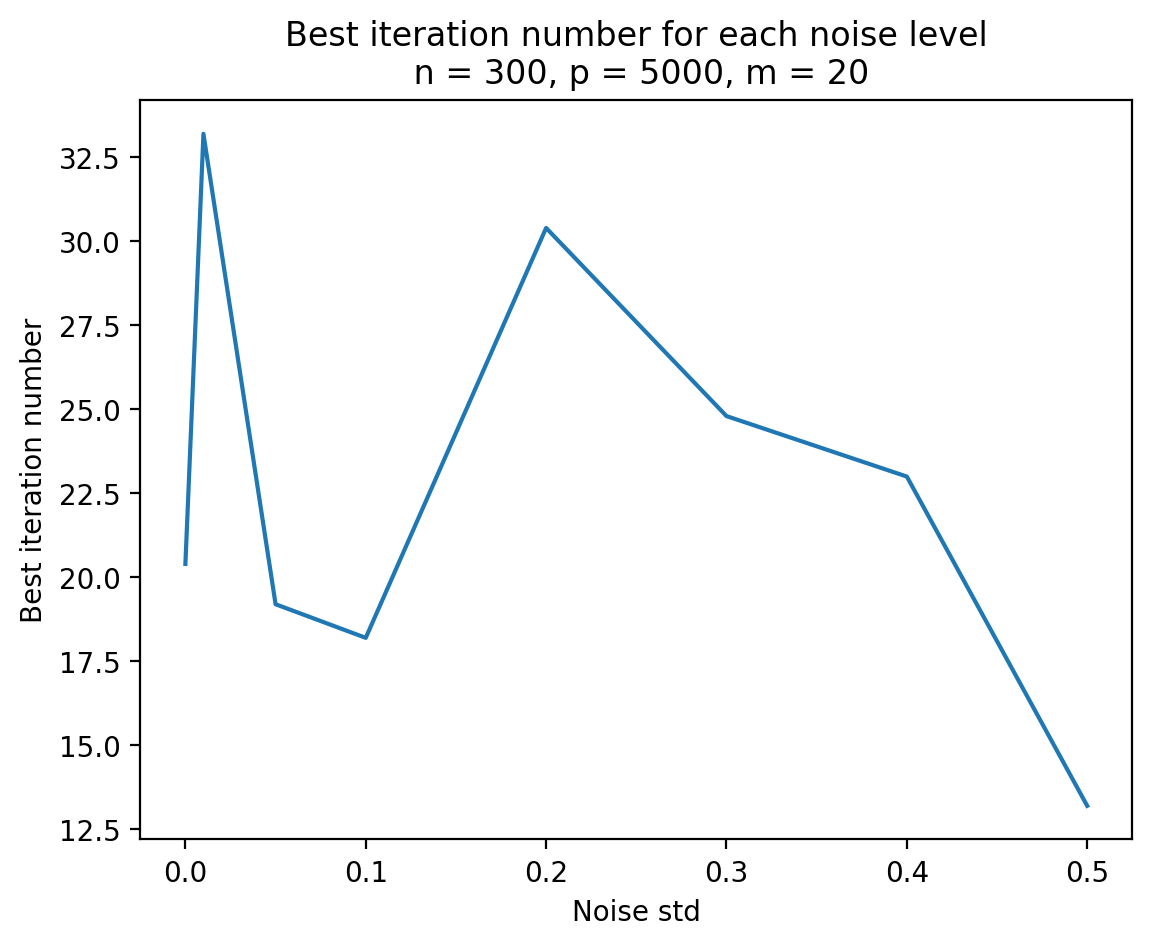 Best iteration number for each noise level
n = 300, p = 5000, m = 20
Best iteration number
32.5
30.0
27.5
25.0
22.5
20.0
17.5
15.0
12.5
0.0 0.1 0.2 0.3 0.4 0.5
Noise std